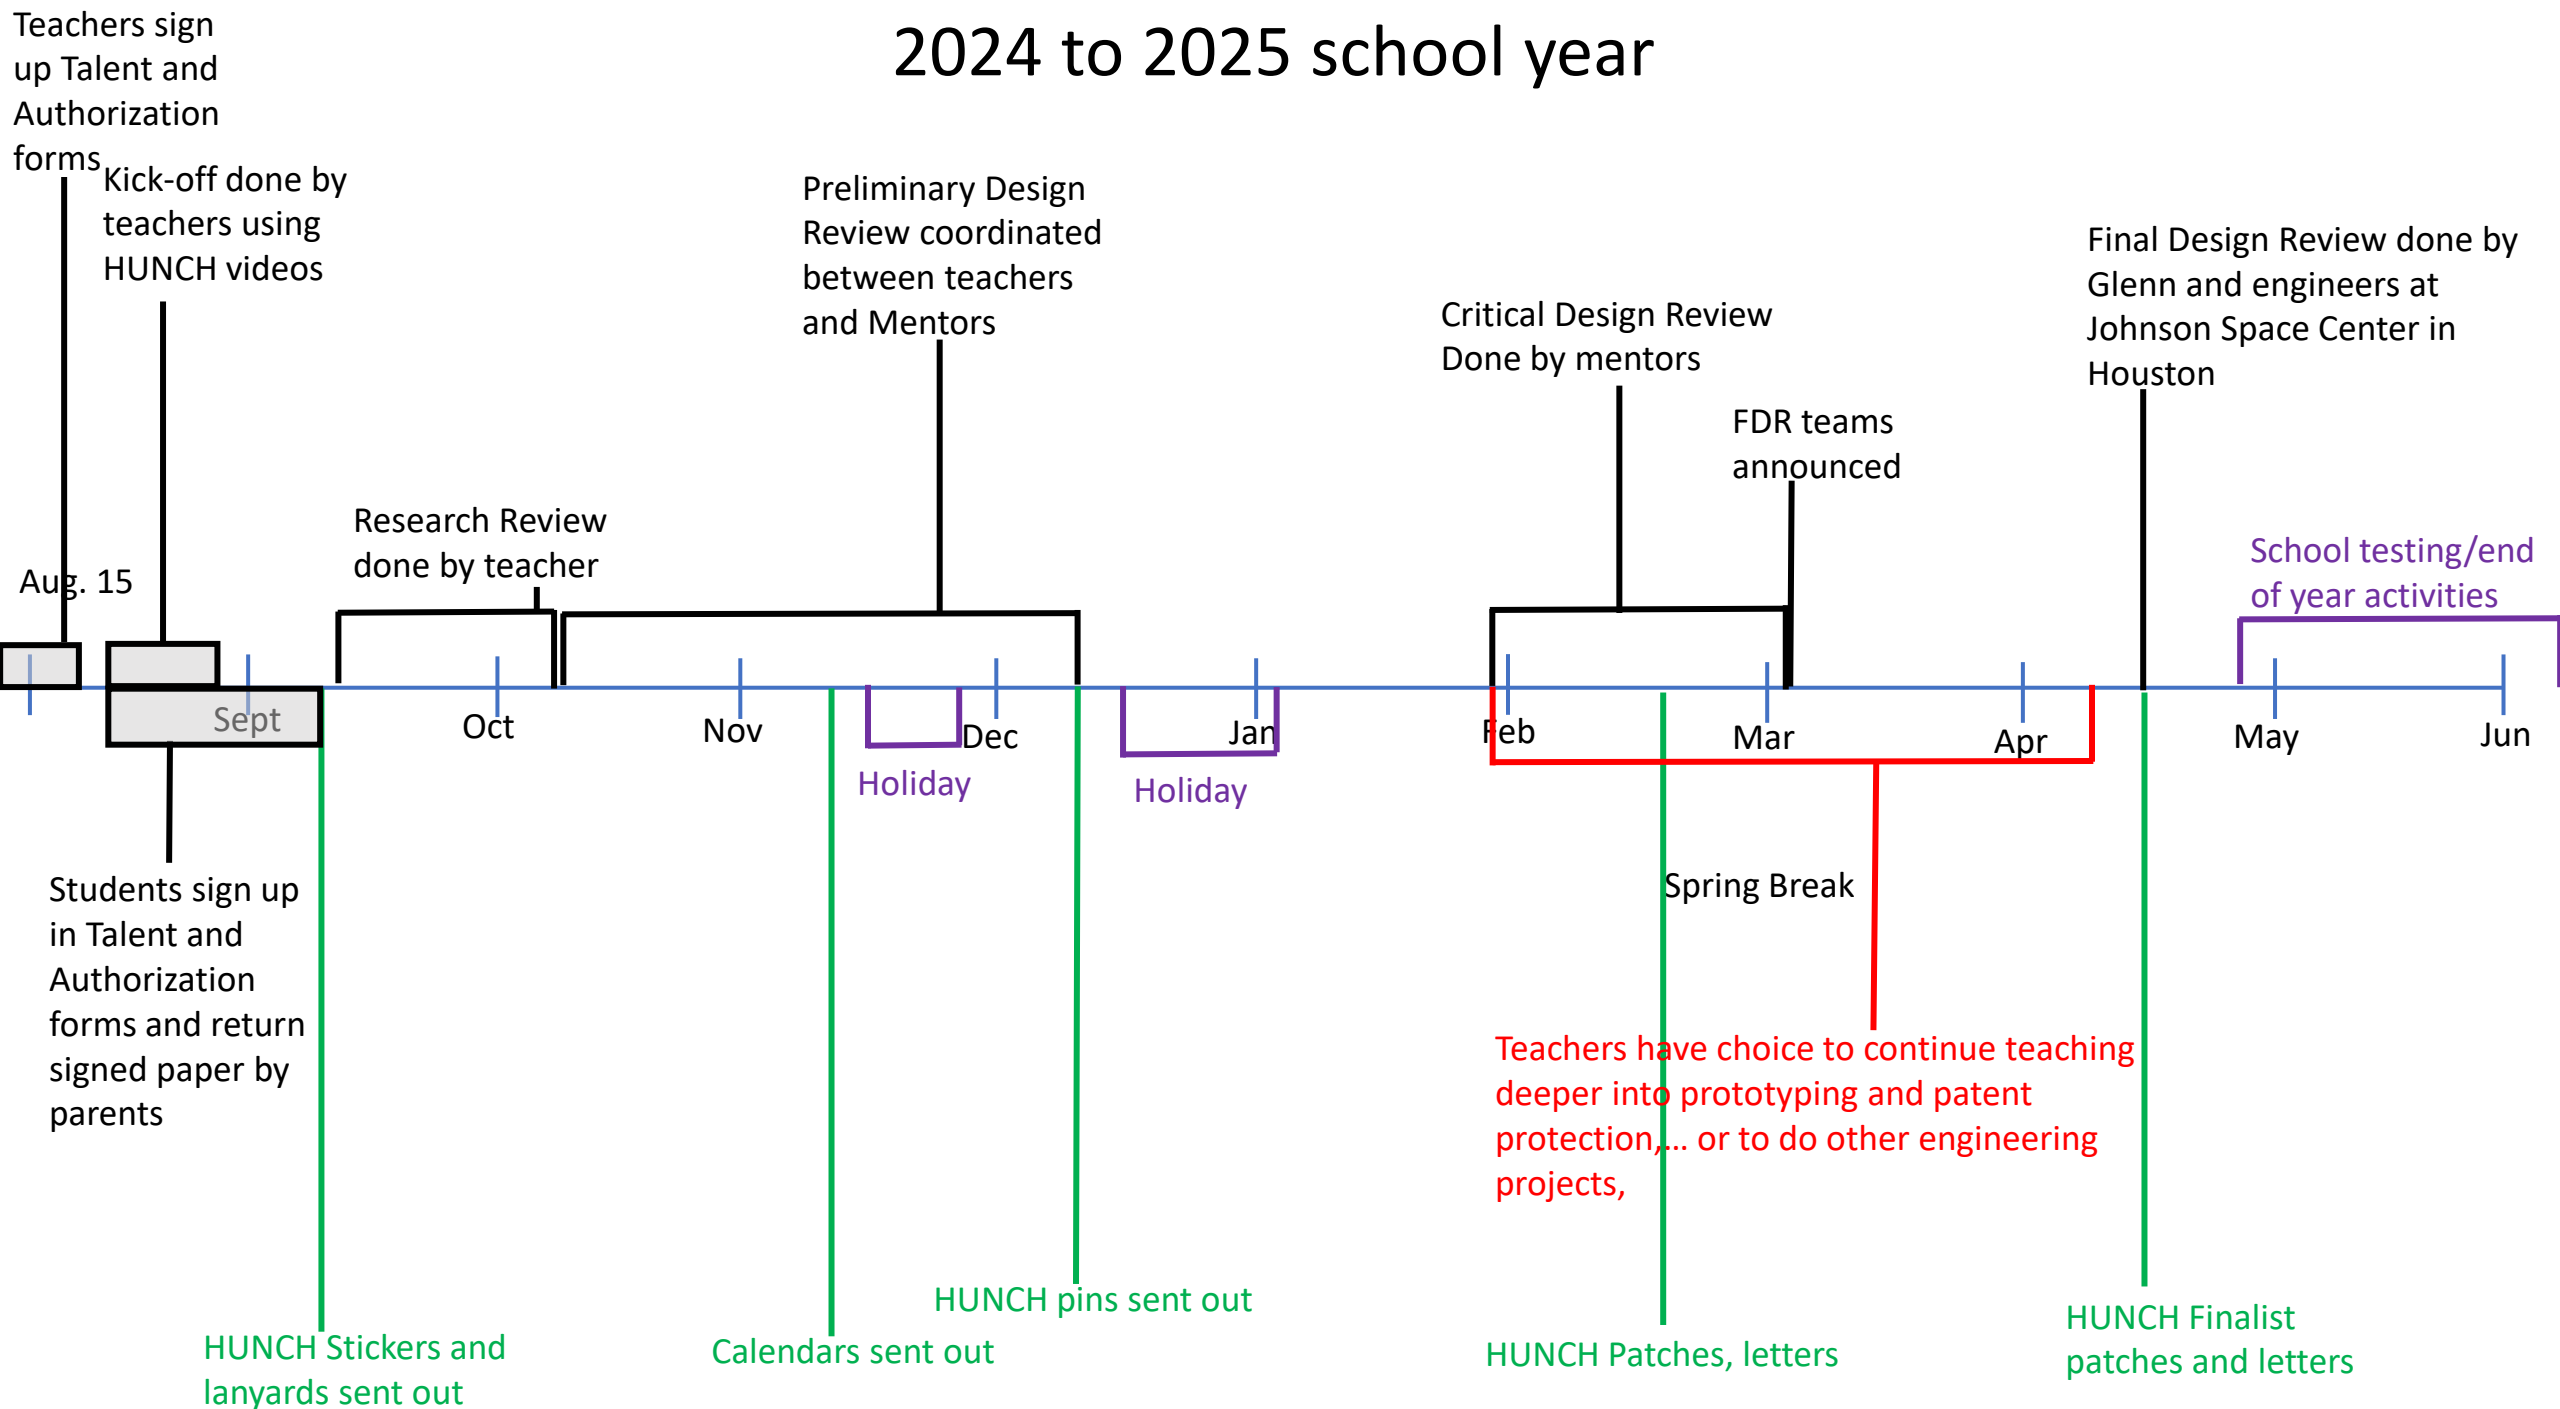 2024 to 2025 school year
Teachers sign
up Talent and
Authorization
forms
Kick-off done by
teachers using
HUNCH videos
Preliminary Design
Review coordinated
between teachers
and Mentors
Final Design Review done by
Glenn and engineers at
Johnson Space Center in
Houston
Critical Design Review
Done by mentors
FDR teams
announced
Research Review
done by teacher
School testing/end
of year activities
Aug. 15
Sept
Oct
Nov
Dec
Jan
Feb
Mar
Apr
May
Jun
Holiday
Holiday
Students sign up
in Talent and
Authorization
forms and return
signed paper by
parents
Spring Break
Teachers have choice to continue teaching
deeper into prototyping and patent
protection,... or to do other engineering
projects,
HUNCH Stickers and
lanyards sent out
Calendars sent out
HUNCH pins sent out
HUNCH Patches, letters
HUNCH Finalist
patches and letters